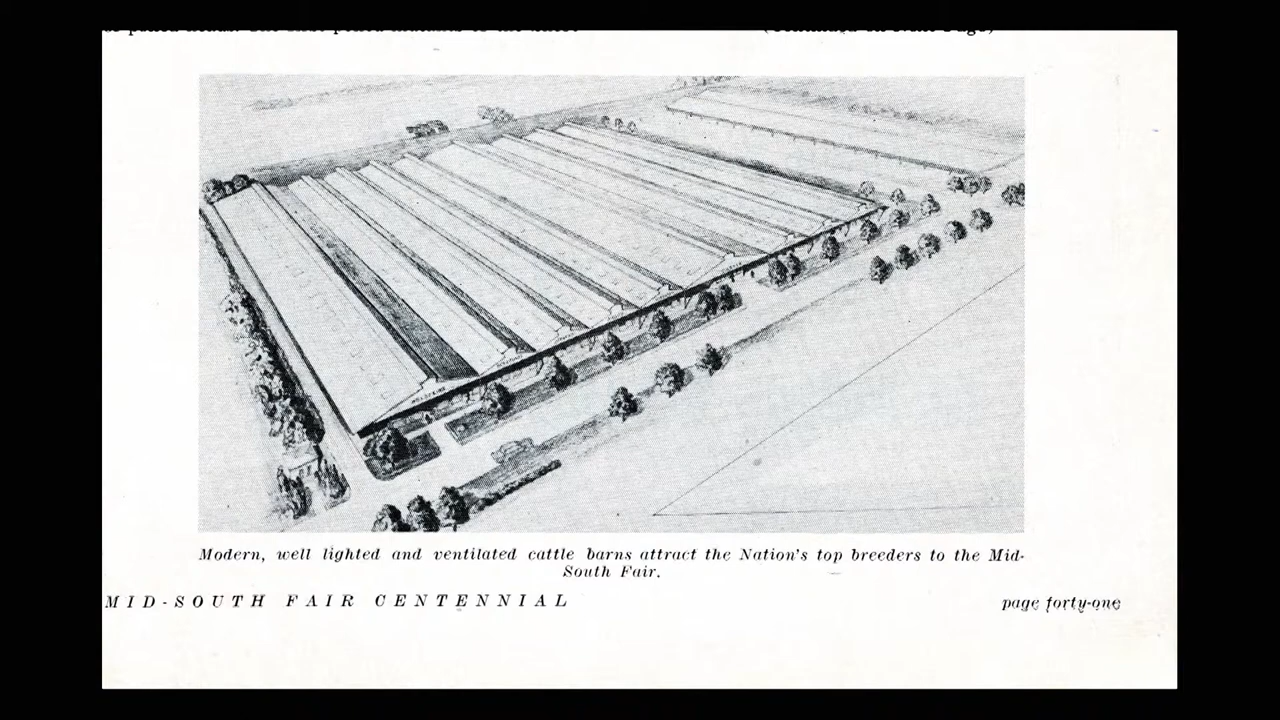 Modern, well lighted and ventilated cattle barns attract the Nation's top breeders to the Mid-
South Fair.
MID-SOUTH FAIR CENTENNIAL
page forty-one